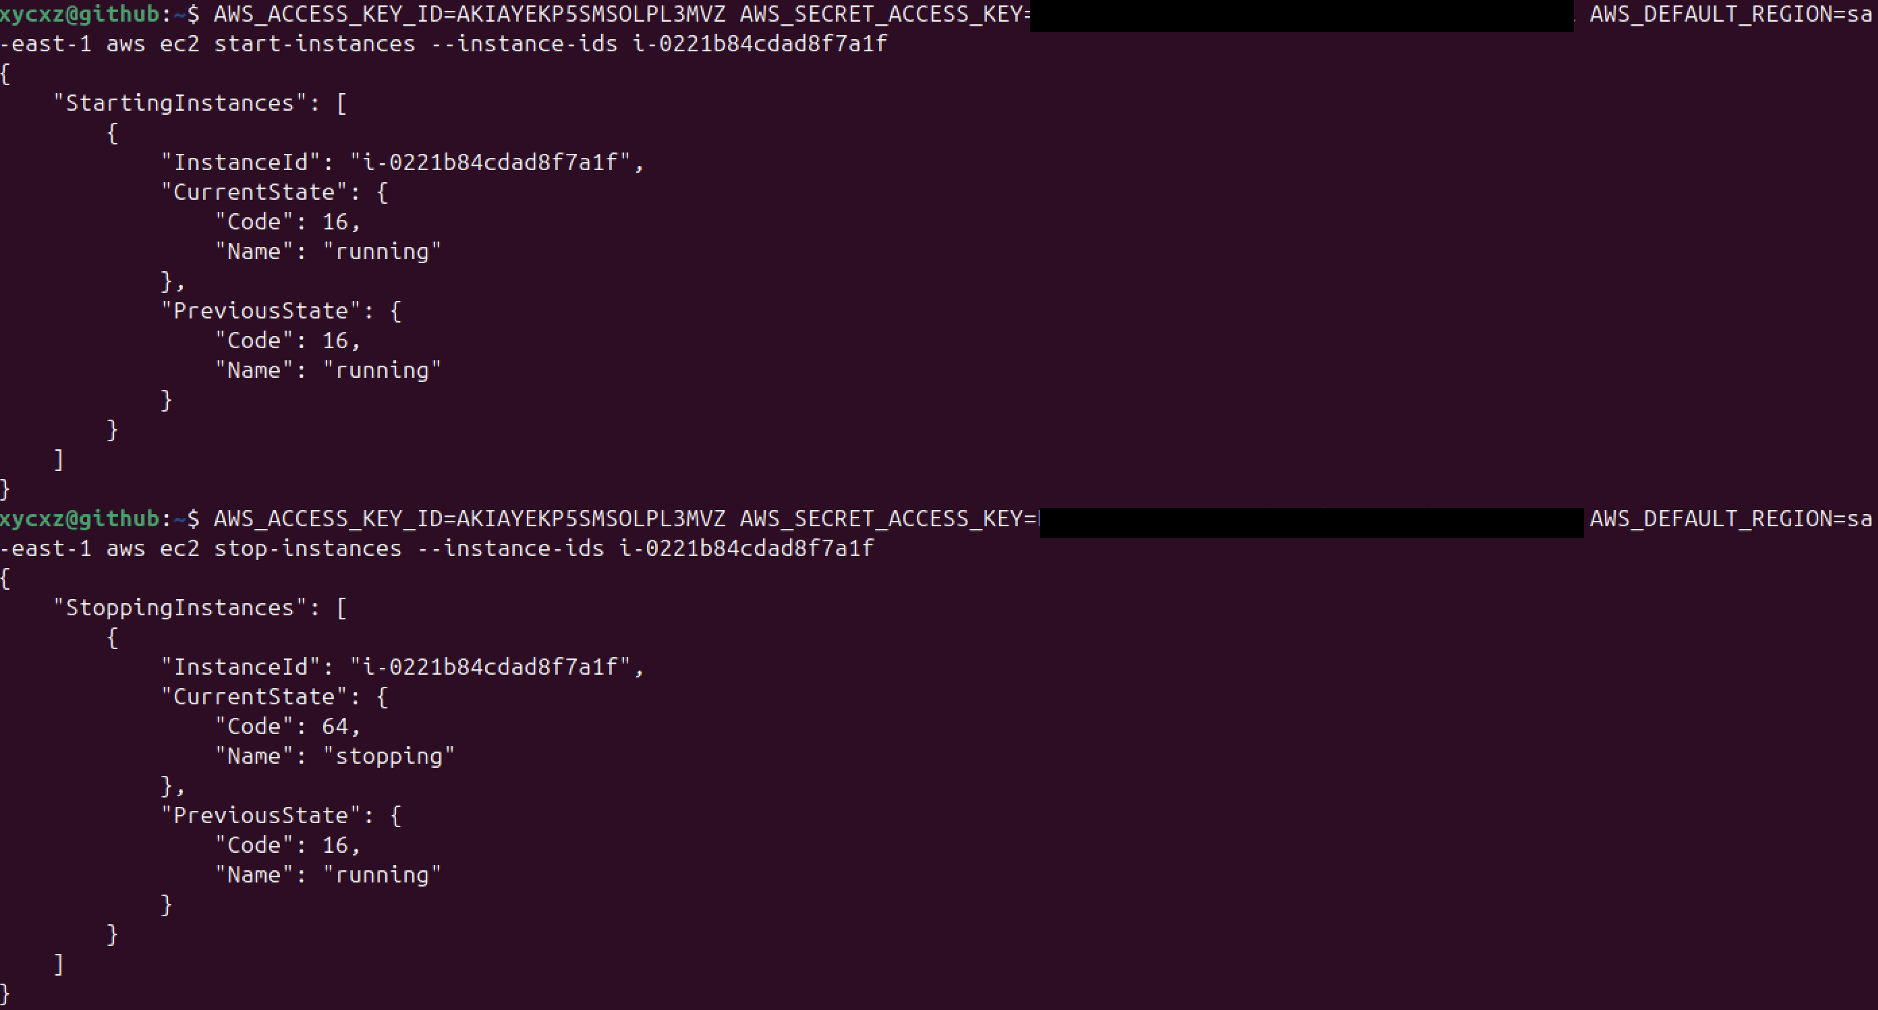 xycxz@github:~$ AWS_ACCESS_KEY_ID=AKIAYEKP5SMSOLPL3MVZ AWS_SECRET_ACCESS_KEY= AWS_DEFAULT_REGION=sa
-east-1 aws ec2 start-instances --instance-ids i-0221b84cdad8f7a1f
{
    "StartingInstances": [
        {
            "InstanceId": "i-0221b84cdad8f7a1f",
            "CurrentState": {
                "Code": 16,
                "Name": "running"
            },
            "PreviousState": {
                "Code": 16,
                "Name": "running"
            }
        }
    ]
}
xycxz@github:~$ AWS_ACCESS_KEY_ID=AKIAYEKP5SMSOLPL3MVZ AWS_SECRET_ACCESS_KEY= AWS_DEFAULT_REGION=sa
-east-1 aws ec2 stop-instances --instance-ids i-0221b84cdad8f7a1f
{
    "StoppingInstances": [
        {
            "InstanceId": "i-0221b84cdad8f7a1f",
            "CurrentState": {
                "Code": 64,
                "Name": "stopping"
            },
            "PreviousState": {
                "Code": 16,
                "Name": "running"
            }
        }
    ]
}